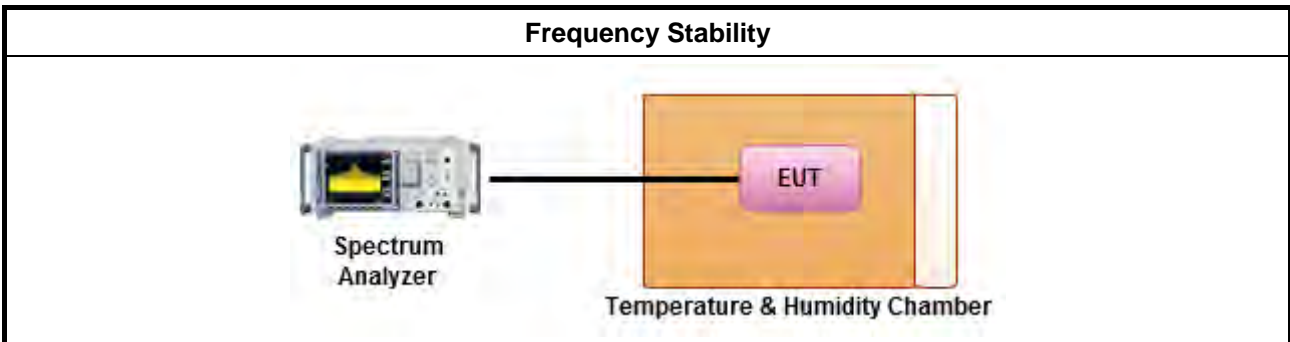 Frequency Stability
EUT
Spectrum
Analyzer
Temperature & Humidity Chamber